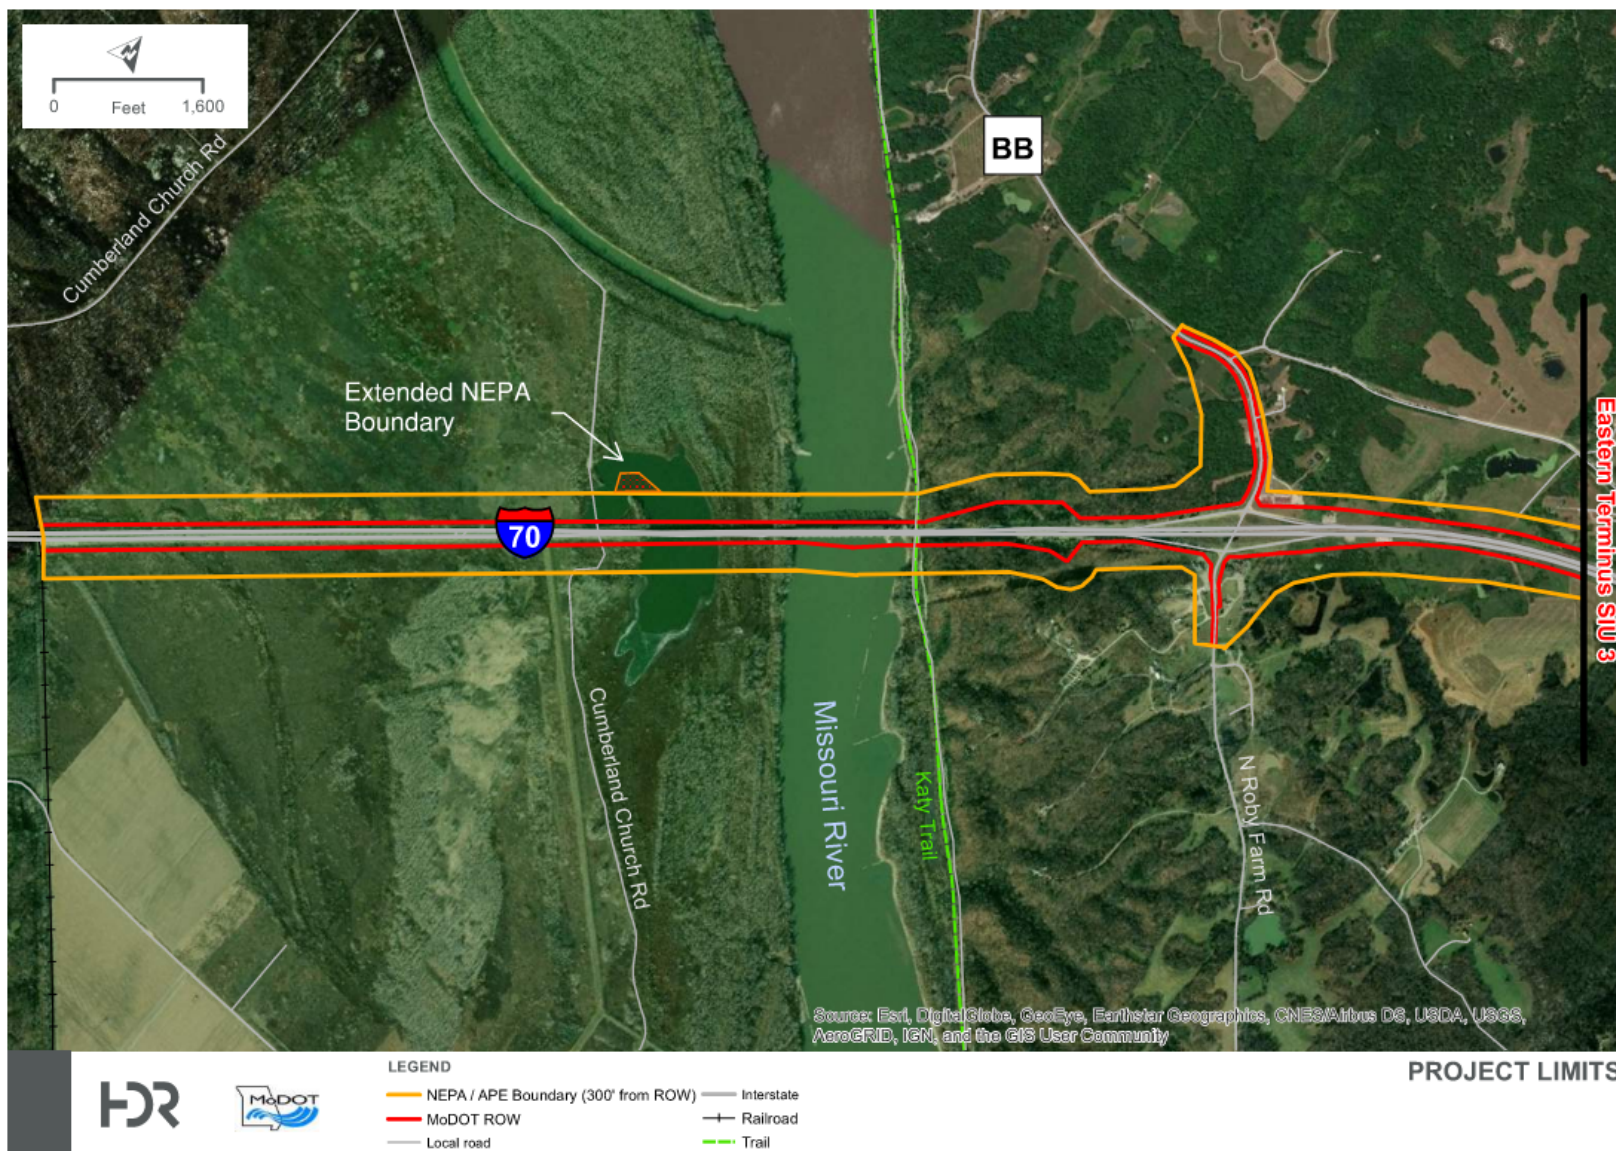 0 Feet 1,600
Cumberland Church Rd
BB
Extended NEPA
Boundary
70
Eastern Terminus SIU 3
Missouri River
Katy Trail
Cumberland Church Rd
N Roby Farm Rd
Source: Esri, DigitalGlobe, GeoEye, Earthstar Geographics, CNES/Airbus DS, USDA, USGS,
AeroGRID, IGN, and the GIS User Community
HDR
MoDOT
LEGEND
NEPA / APE Boundary (300' from ROW)
MoDOT ROW
Local road
Interstate
Railroad
Trail
PROJECT LIMITS